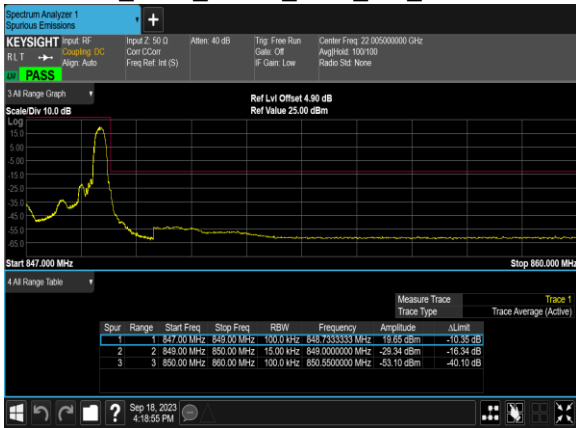 Spectrum Analyzer 1
Spurious Emissions
KEYSIGHT Input: RF Input Z: 50 Ω Atten: 40 dB Trig: Free Run Center Freq: 22.005000000 GHz
RLT Coupling: DC Corr CCorr Gate: Off Avg|Hold: 100/100
Align: Auto Freq Ref: Int (S) IF Gain: Low Radio Std: None
PASS
3 All Range Graph
Ref Lvl Offset 4.90 dB
Scale/Div 10.0 dB Ref Value 25.00 dBm
Log
15.0
5.00
-5.00
-15.0
-25.0
-35.0
-45.0
-55.0
-65.0
Start 847.000 MHz Stop 860.000 MHz
4 All Range Table
Measure Trace Trace 1
Trace Type Trace Average (Active)
Spur Range Start Freq Stop Freq RBW Frequency Amplitude ΔLimit
1 1 847.00 MHz 849.00 MHz 100.0 kHz 848.7333333 MHz 19.65 dBm -10.35 dB
2 2 849.00 MHz 850.00 MHz 15.00 kHz 849.0000000 MHz -29.34 dBm -16.34 dB
3 3 850.00 MHz 860.00 MHz 100.0 kHz 850.5500000 MHz -53.10 dBm -40.10 dB
Sep 18, 2023
4:18:55 PM